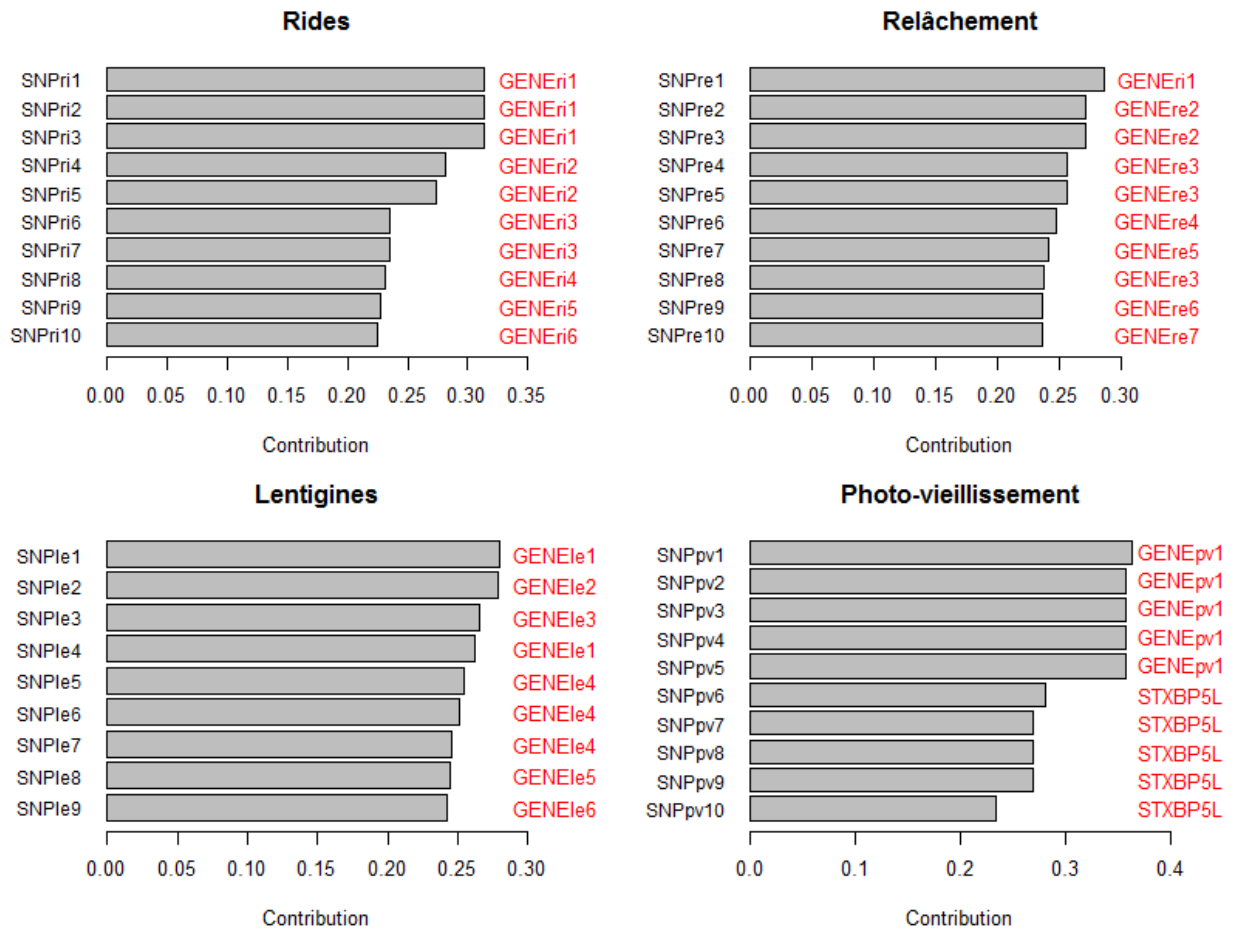 Rides
SNPri1 GENEri1
SNPri2 GENEri1
SNPri3 GENEri1
SNPri4 GENEri2
SNPri5 GENEri2
SNPri6 GENEri3
SNPri7 GENEri3
SNPri8 GENEri4
SNPri9 GENEri5
SNPri10 GENEri6
0.00 0.05 0.10 0.15 0.20 0.25 0.30 0.35
Contribution
Relâchement
SNPre1 GENEri1
SNPre2 GENEre2
SNPre3 GENEre2
SNPre4 GENEre3
SNPre5 GENEre3
SNPre6 GENEre4
SNPre7 GENEre5
SNPre8 GENEre3
SNPre9 GENEre6
SNPre10 GENEre7
0.00 0.05 0.10 0.15 0.20 0.25 0.30
Contribution
Lentigines
SNPle1 GENEle1
SNPle2 GENEle2
SNPle3 GENEle3
SNPle4 GENEle1
SNPle5 GENEle4
SNPle6 GENEle4
SNPle7 GENEle4
SNPle8 GENEle5
SNPle9 GENEle6
0.00 0.05 0.10 0.15 0.20 0.25 0.30
Contribution
Photo-vieillissement
SNPpv1 GENEpv1
SNPpv2 GENEpv1
SNPpv3 GENEpv1
SNPpv4 GENEpv1
SNPpv5 GENEpv1
SNPpv6 STXBP5L
SNPpv7 STXBP5L
SNPpv8 STXBP5L
SNPpv9 STXBP5L
SNPpv10 STXBP5L
0.0 0.1 0.2 0.3 0.4
Contribution